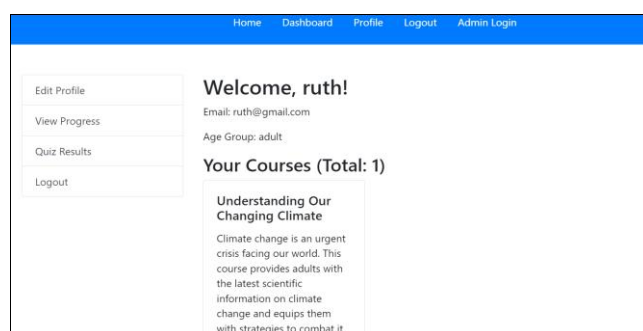 Home Dashboard Profile Logout Admin Login
Edit Profile
View Progress
Quiz Results
Logout
Welcome, ruth!
Email: ruth@gmail.com
Age Group: adult
Your Courses (Total: 1)
Understanding Our
Changing Climate
Climate change is an urgent
crisis facing our world. This
course provides adults with
the latest scientific
information on climate
change and equips them
with strategies to combat it